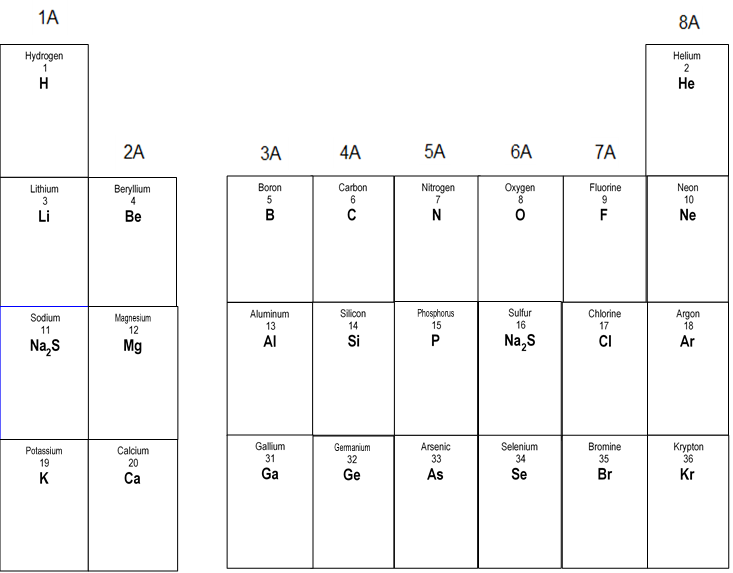 1A
8A
Hydrogen
1
H
Helium
2
He
2A
3A
4A
5A
6A
7A
Lithium
3
Li
Beryllium
4
Be
Boron
5
B
Carbon
6
C
Nitrogen
7
N
Oxygen
8
O
Fluorine
9
F
Neon
10
Ne
Sodium
11
Na₂S
Magnesium
12
Mg
Aluminum
13
Al
Silicon
14
Si
Phosphorus
15
P
Sulfur
16
Na₂S
Chlorine
17
Cl
Argon
18
Ar
Potassium
19
K
Calcium
20
Ca
Gallium
31
Ga
Germanium
32
Ge
Arsenic
33
As
Selenium
34
Se
Bromine
35
Br
Krypton
36
Kr